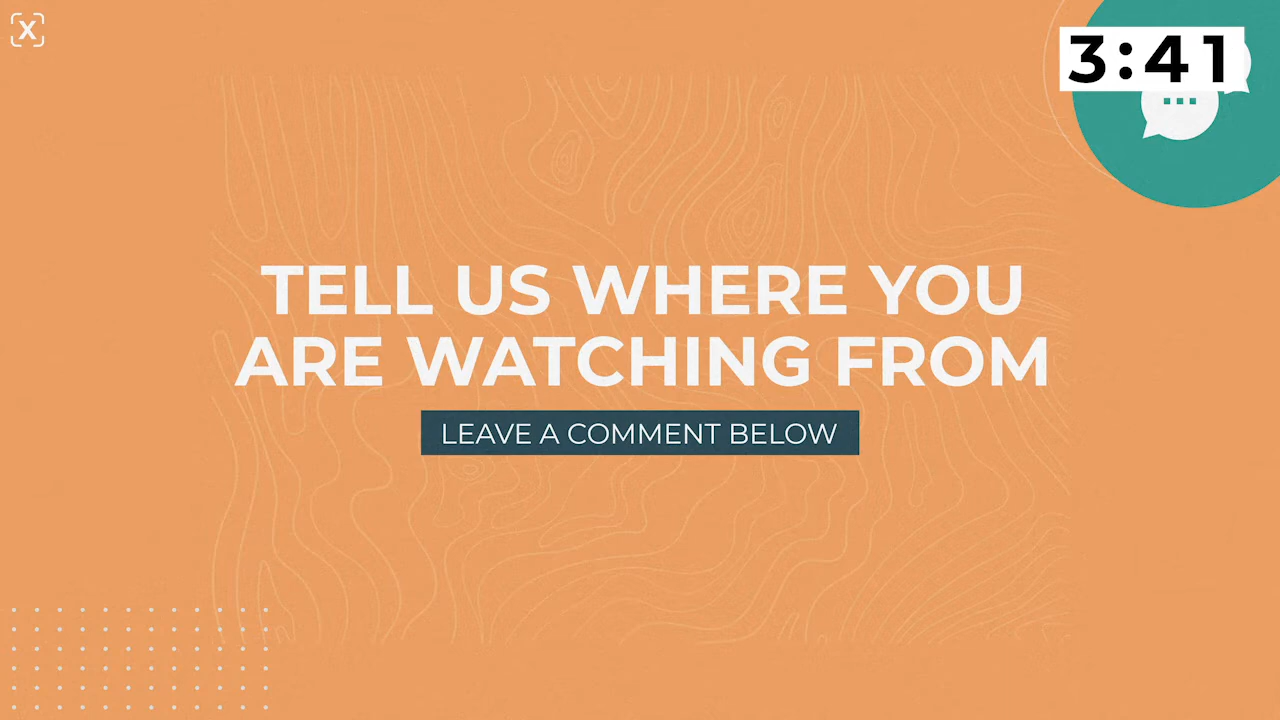 X
3:41
TELL US WHERE YOU
ARE WATCHING FROM
LEAVE A COMMENT BELOW